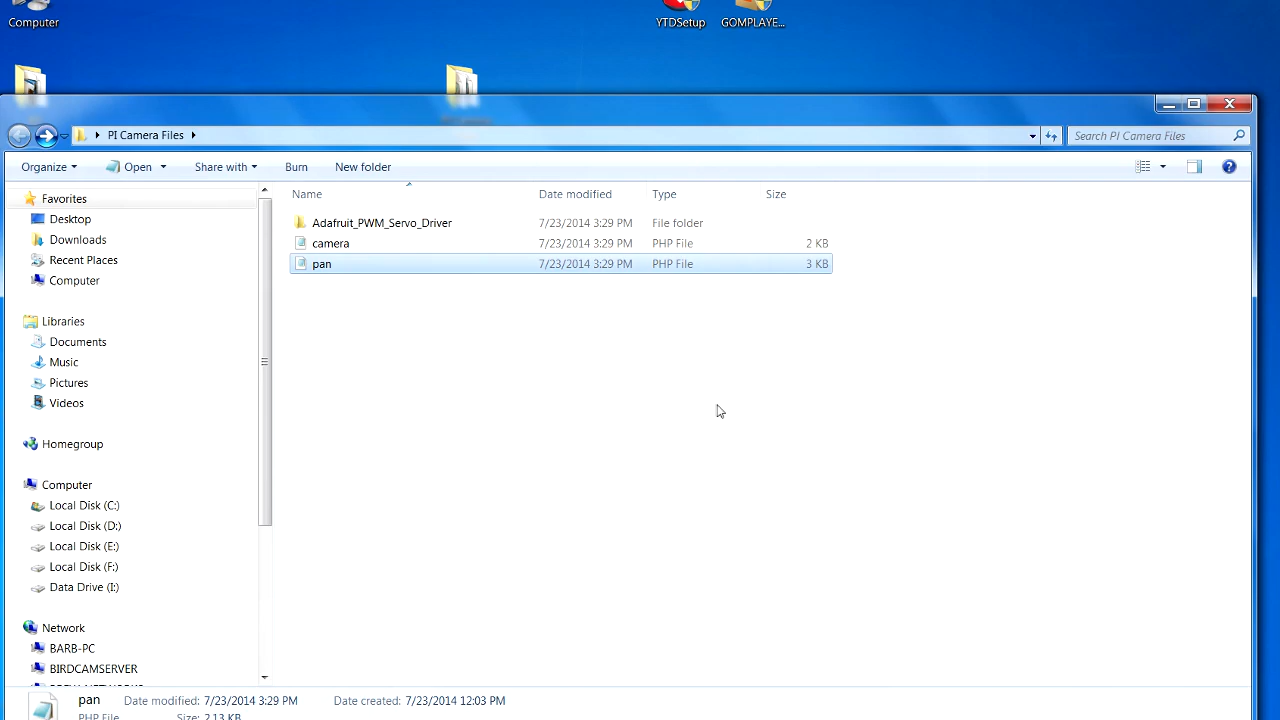 Computer
YTDSetup
GOMPLAYE...
PI Camera Files
Search PI Camera Files
Organize Open Share with Burn New folder
Name Date modified Type Size
Adafruit_PWM_Servo_Driver 7/23/2014 3:29 PM File folder
camera 7/23/2014 3:29 PM PHP File 2 KB
pan 7/23/2014 3:29 PM PHP File 3 KB
Favorites
Desktop
Downloads
Recent Places
Computer
Libraries
Documents
Music
Pictures
Videos
Homegroup
Computer
Local Disk (C:)
Local Disk (D:)
Local Disk (E:)
Local Disk (F:)
Data Drive (I:)
Network
BARB-PC
BIRDCAMSERVER
pan Date modified: 7/23/2014 3:29 PM Date created: 7/23/2014 12:03 PM
PHP File Size: 2.13 KB